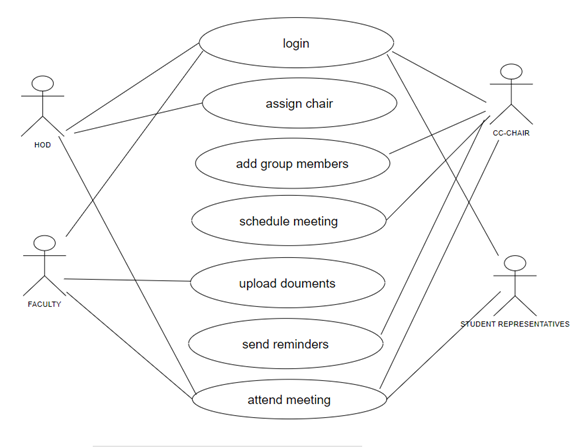 login
assign chair
HOD
CC-CHAIR
add group members
schedule meeting
upload douments
FACULTY
STUDENT REPRESENTATIVES
send reminders
attend meeting